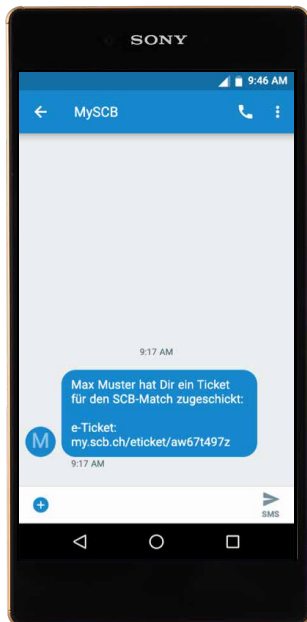 SONY
9:46 AM
MySCB
9:17 AM
Max Muster hat Dir ein Ticket
für den SCB-Match zugeschickt:
e-Ticket:
my.scb.ch/eticket/aw67t497z
M
9:17 AM
SMS